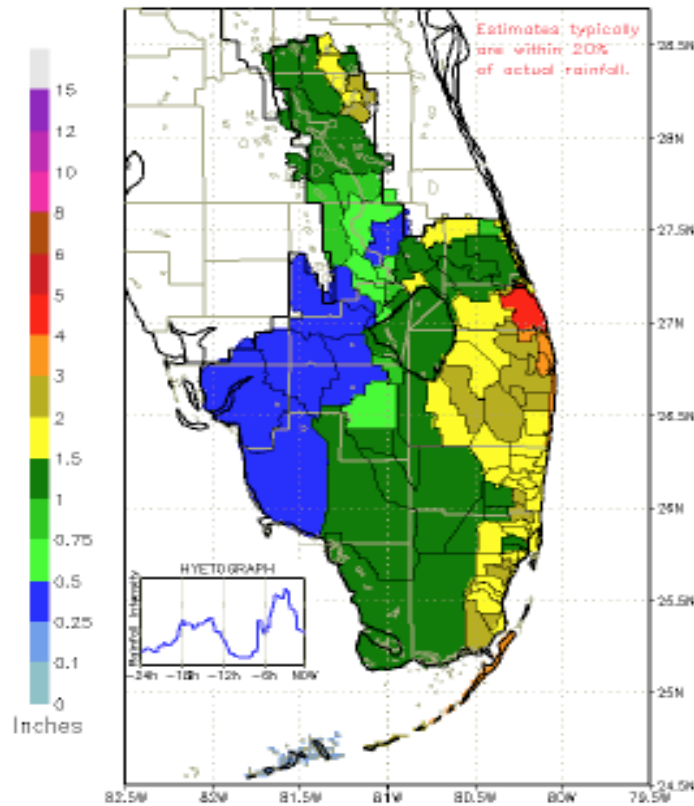 Estimates typically
are within 20%
of actual rainfall.
15
12
10
8
6
5
4
3
2
1.5
1
0.75
0.5
0.25
0.1
0
Inches
28.5N
28N
27.5N
27N
26.5N
26N
25.5N
25N
24.5N
HYETOGRAPH
Rainfall Intensity
-24h -18h -12h -6h NOW
82.5W 82W 81.5W 81W 80.5W 80W 79.5W